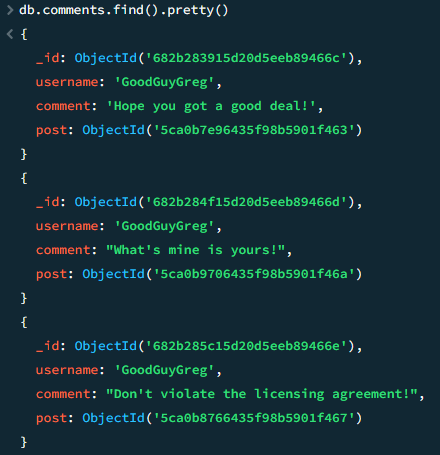 > db.comments.find().pretty()
< {
_id: ObjectId('682b283915d20d5eeb89466c'),
username: 'GoodGuyGreg',
comment: 'Hope you got a good deal!',
post: ObjectId('5ca0b7e96435f98b5901f463')
}
{
_id: ObjectId('682b284f15d20d5eeb89466d'),
username: 'GoodGuyGreg',
comment: "What's mine is yours!",
post: ObjectId('5ca0b9706435f98b5901f46a')
}
{
_id: ObjectId('682b285c15d20d5eeb89466e'),
username: 'GoodGuyGreg',
comment: "Don't violate the licensing agreement!",
post: ObjectId('5ca0b8766435f98b5901f467')
}